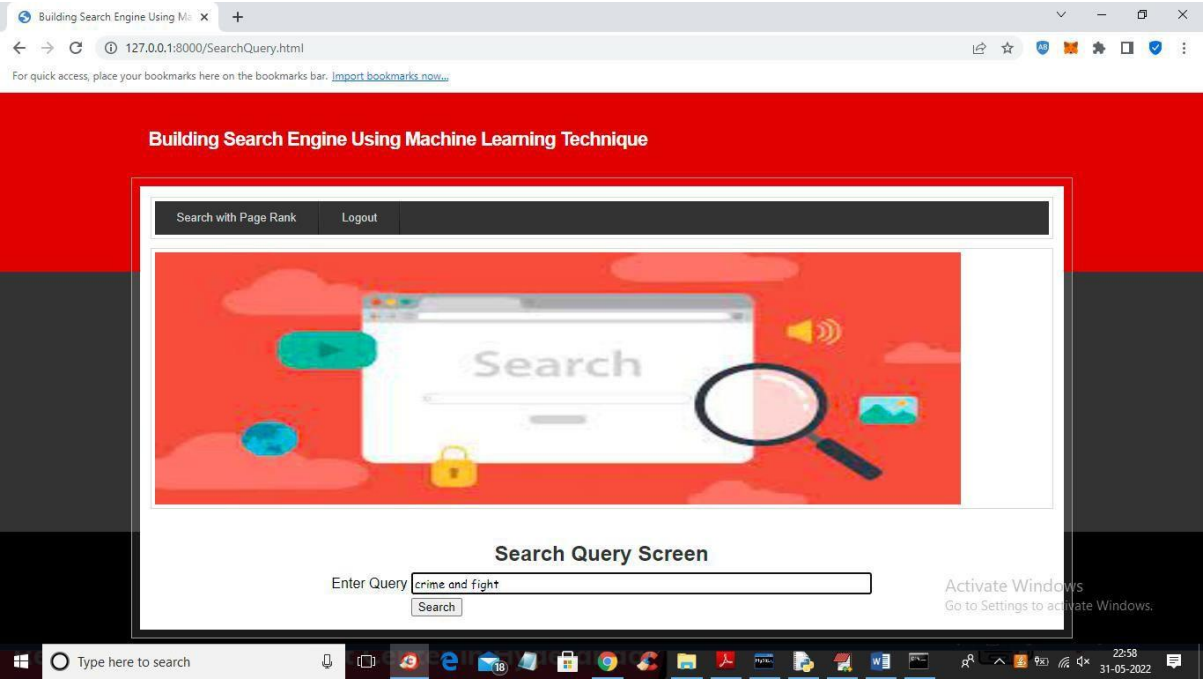 Building Search Engine Using Ma
127.0.0.1:8000/SearchQuery.html
For quick access, place your bookmarks here on the bookmarks bar. Import bookmarks now...
Building Search Engine Using Machine Learning Technique
Search with Page Rank Logout
Search
Search Query Screen
Enter Query crime and fight
Search
Activate Windows
Go to Settings to activate Windows.
Type here to search
18
22:58
31-05-2022